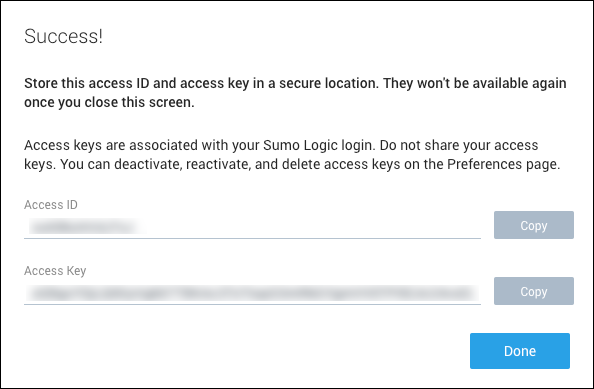 Success!
Store this access ID and access key in a secure location. They won't be available again
once you close this screen.
Access keys are associated with your Sumo Logic login. Do not share your access
keys. You can deactivate, reactivate, and delete access keys on the Preferences page.
Access ID
Copy
Access Key
Copy
Done